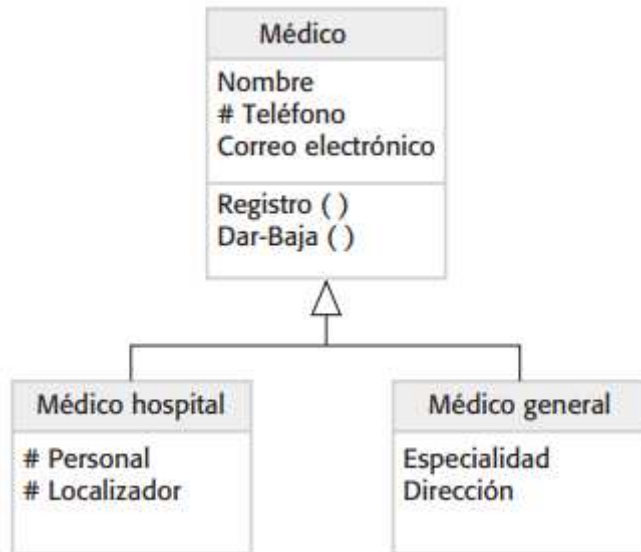 Médico
Nombre
# Teléfono
Correo electrónico
Registro ( )
Dar-Baja ( )
Médico hospital
# Personal
# Localizador
Médico general
Especialidad
Dirección